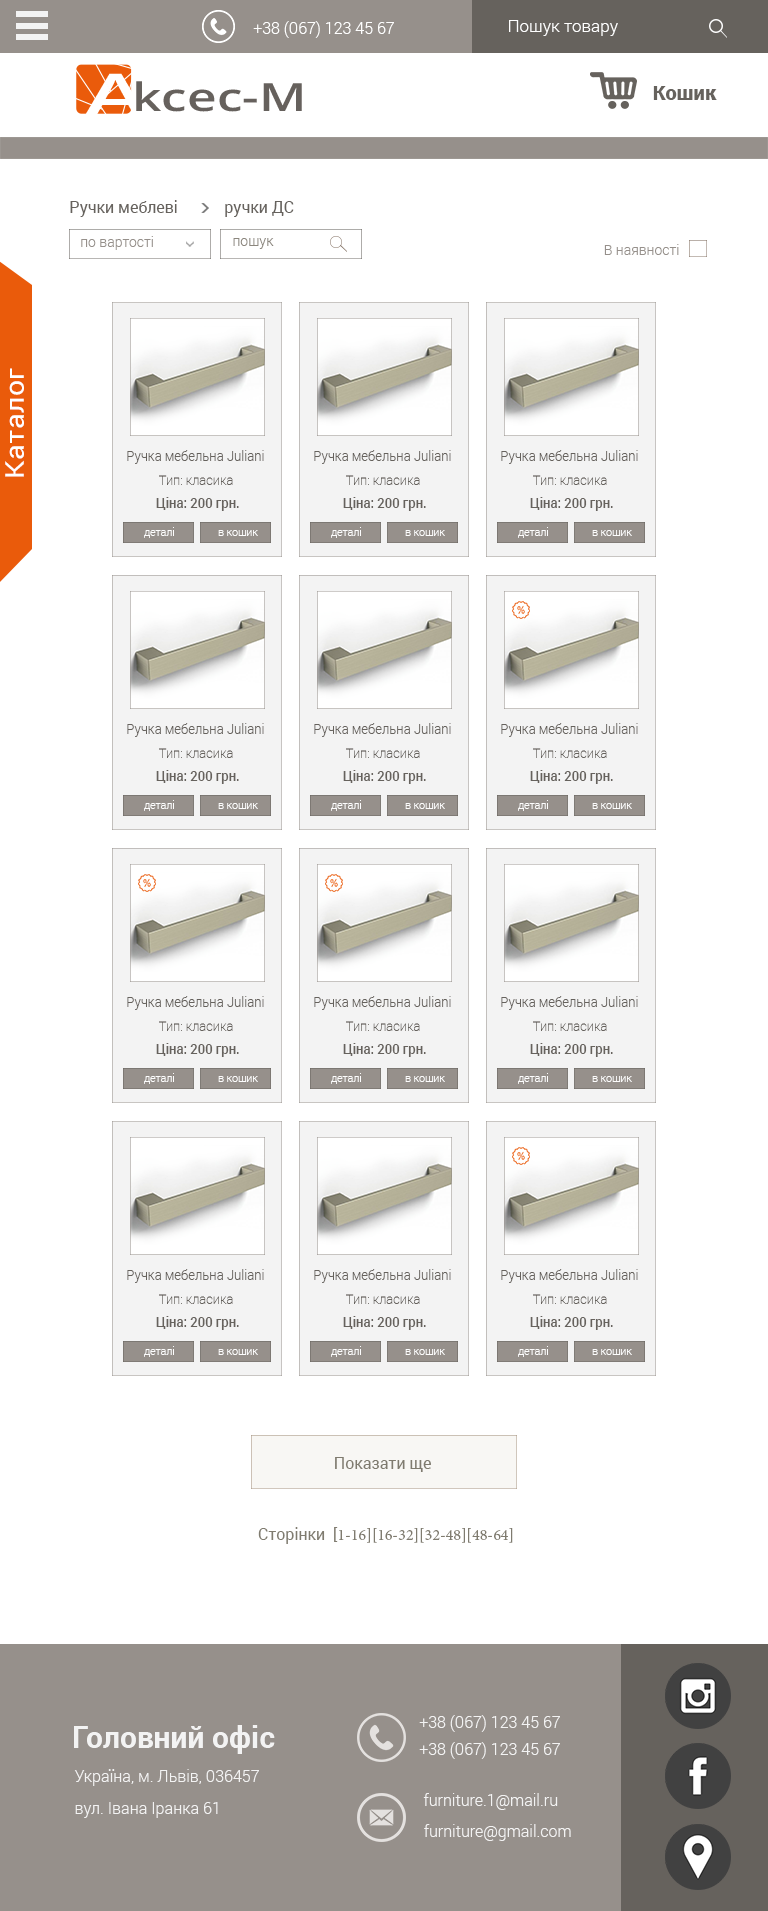 +38 (067) 123 45 67
Пошук товару
Аксес-М
Кошик
Ручки меблеві > ручки ДС
по вартості
пошук
В наявності
Каталог
Ручка мебельна Juliani
Тип: класика
Ціна: 200 грн.
деталі в кошик
Ручка мебельна Juliani
Тип: класика
Ціна: 200 грн.
деталі в кошик
Ручка мебельна Juliani
Тип: класика
Ціна: 200 грн.
деталі в кошик
Ручка мебельна Juliani
Тип: класика
Ціна: 200 грн.
деталі в кошик
Ручка мебельна Juliani
Тип: класика
Ціна: 200 грн.
деталі в кошик
%
Ручка мебельна Juliani
Тип: класика
Ціна: 200 грн.
деталі в кошик
%
Ручка мебельна Juliani
Тип: класика
Ціна: 200 грн.
деталі в кошик
%
Ручка мебельна Juliani
Тип: класика
Ціна: 200 грн.
деталі в кошик
Ручка мебельна Juliani
Тип: класика
Ціна: 200 грн.
деталі в кошик
Ручка мебельна Juliani
Тип: класика
Ціна: 200 грн.
деталі в кошик
Ручка мебельна Juliani
Тип: класика
Ціна: 200 грн.
деталі в кошик
%
Ручка мебельна Juliani
Тип: класика
Ціна: 200 грн.
деталі в кошик
Показати ще
Сторінки [1-16][16-32][32-48][48-64]
Головний офіс
Україна, м. Львів, 036457
вул. Івана Іранка 61
+38 (067) 123 45 67
+38 (067) 123 45 67
furniture.1@mail.ru
furniture@gmail.com